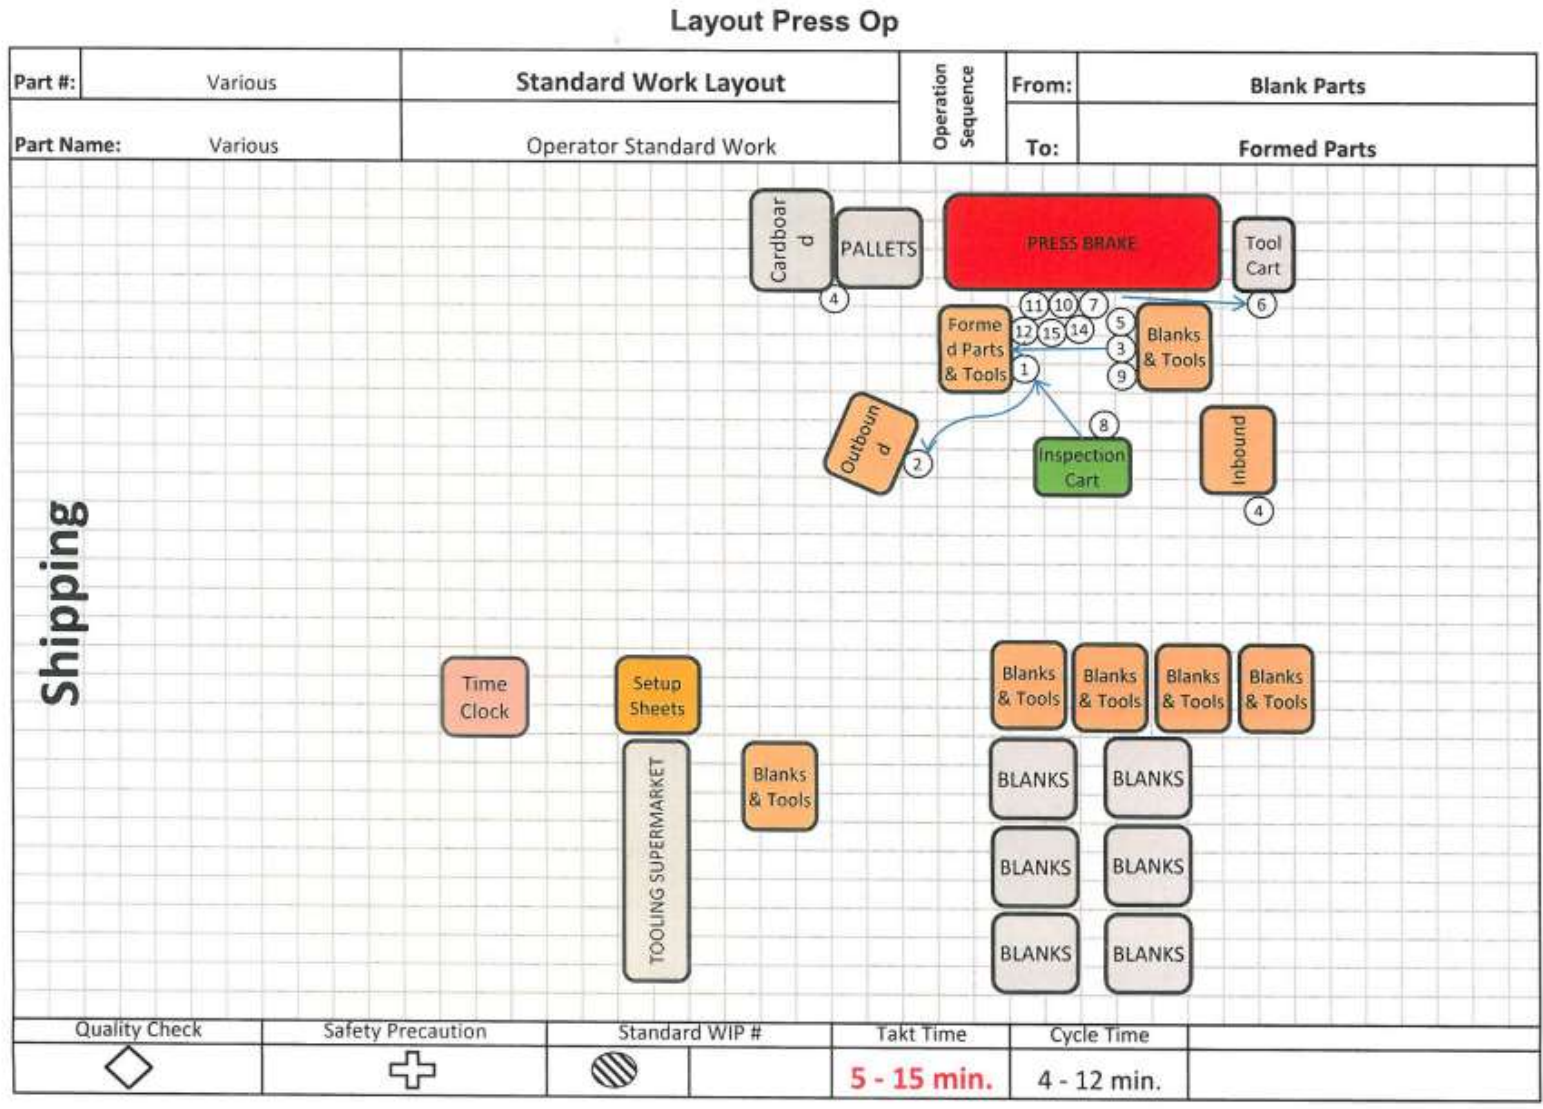 Layout Press Op
Part #:
Various
Standard Work Layout
Operation
Sequence
From:
Blank Parts
Part Name:
Various
Operator Standard Work
To:
Formed Parts
Cardboar
d
PALLETS
PRESS BRAKE
Tool
Cart
4
11
10
7
6
Forme
d Parts
& Tools
12
15
14
5
3
9
1
Blanks
& Tools
Outboun
d
2
8
Inspection
Cart
Inbound
4
Shipping
Time
Clock
Setup
Sheets
TOOLING SUPERMARKET
Blanks
& Tools
Blanks
& Tools
Blanks
& Tools
Blanks
& Tools
Blanks
& Tools
BLANKS
BLANKS
BLANKS
BLANKS
BLANKS
BLANKS
Quality Check
Safety Precaution
Standard WIP #
Takt Time
Cycle Time
5 - 15 min.
4 - 12 min.